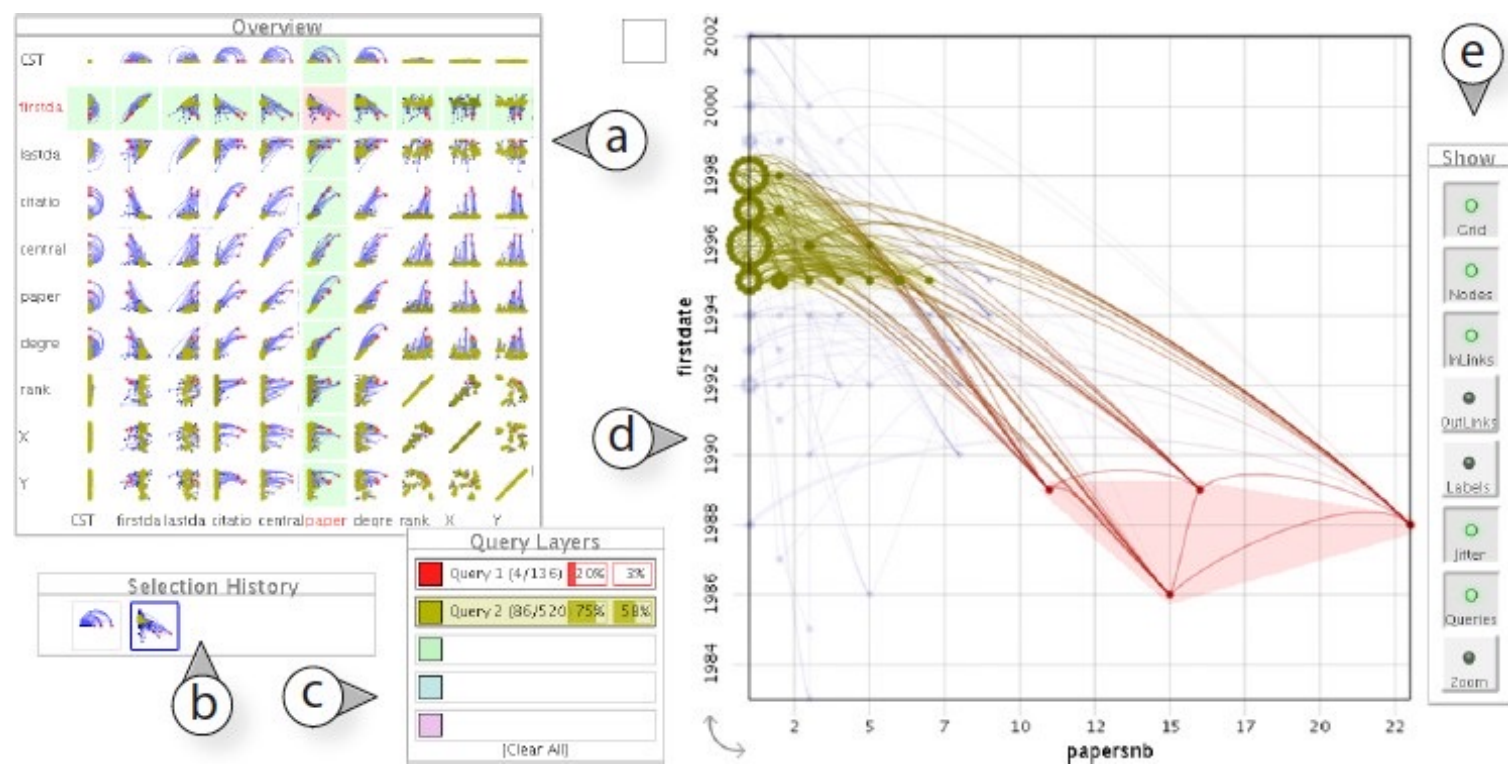 Overview
CST
firstda.
lastda.
citatio
central
paper
degre
rank.
X
Y
CST firstda lastda. citatio central paper degre rank. X Y
a
Selection History
b
c
Query Layers
Query 1 (4/136) 20% 3%
Query 2 (86/520 75% 58%
[Clear All]
d
2002
2000
1998
1996
1994
1992
1990
1988
1986
1984
firstdate
2 5 7 10 12 15 17 20 22
papersnb
e
Show
Grid
Nodes
InLinks
OutLinks
Labels
Jitter
Queries
Zoom